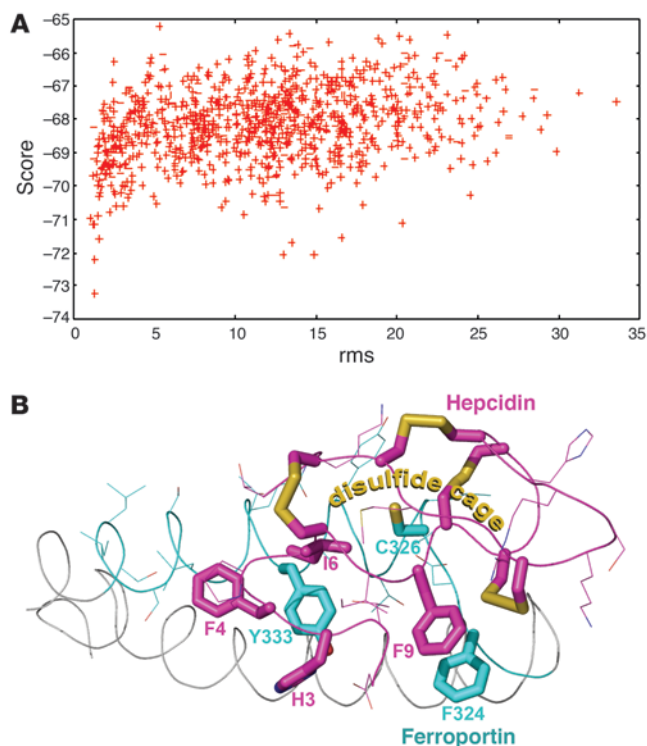 A
−65
−66
−67
−68
−69
−70
−71
−72
−73
−74
Score
0 5 10 15 20 25 30 35
rms
B
Hepcidin
disulfide cage
C326
I6
F4
Y333
F9
H3
F324
Ferroportin